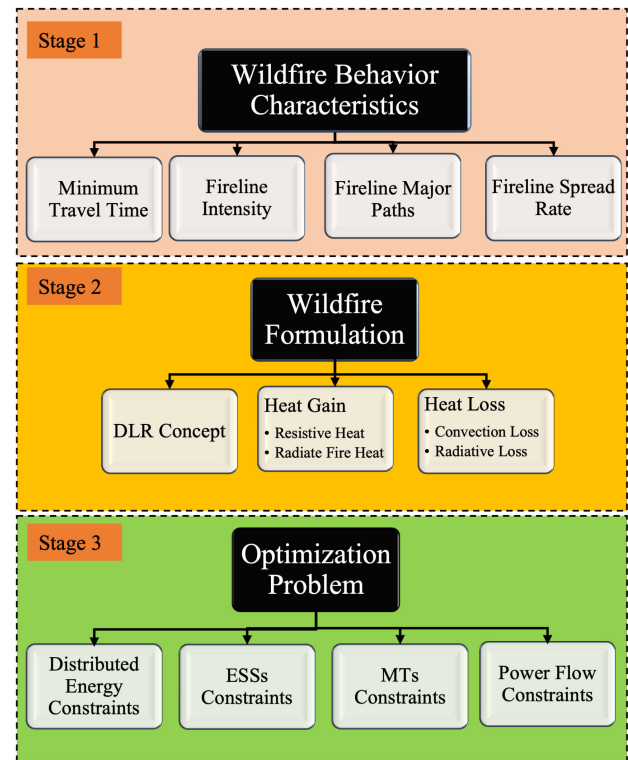 Stage 1
Wildfire Behavior
Characteristics
Minimum
Travel Time
Fireline
Intensity
Fireline Major
Paths
Fireline Spread
Rate
Stage 2
Wildfire
Formulation
DLR Concept
Heat Gain
• Resistive Heat
• Radiate Fire Heat
Heat Loss
• Convection Loss
• Radiative Loss
Stage 3
Optimization
Problem
Distributed
Energy
Constraints
ESSs
Constraints
MTs
Constraints
Power Flow
Constraints